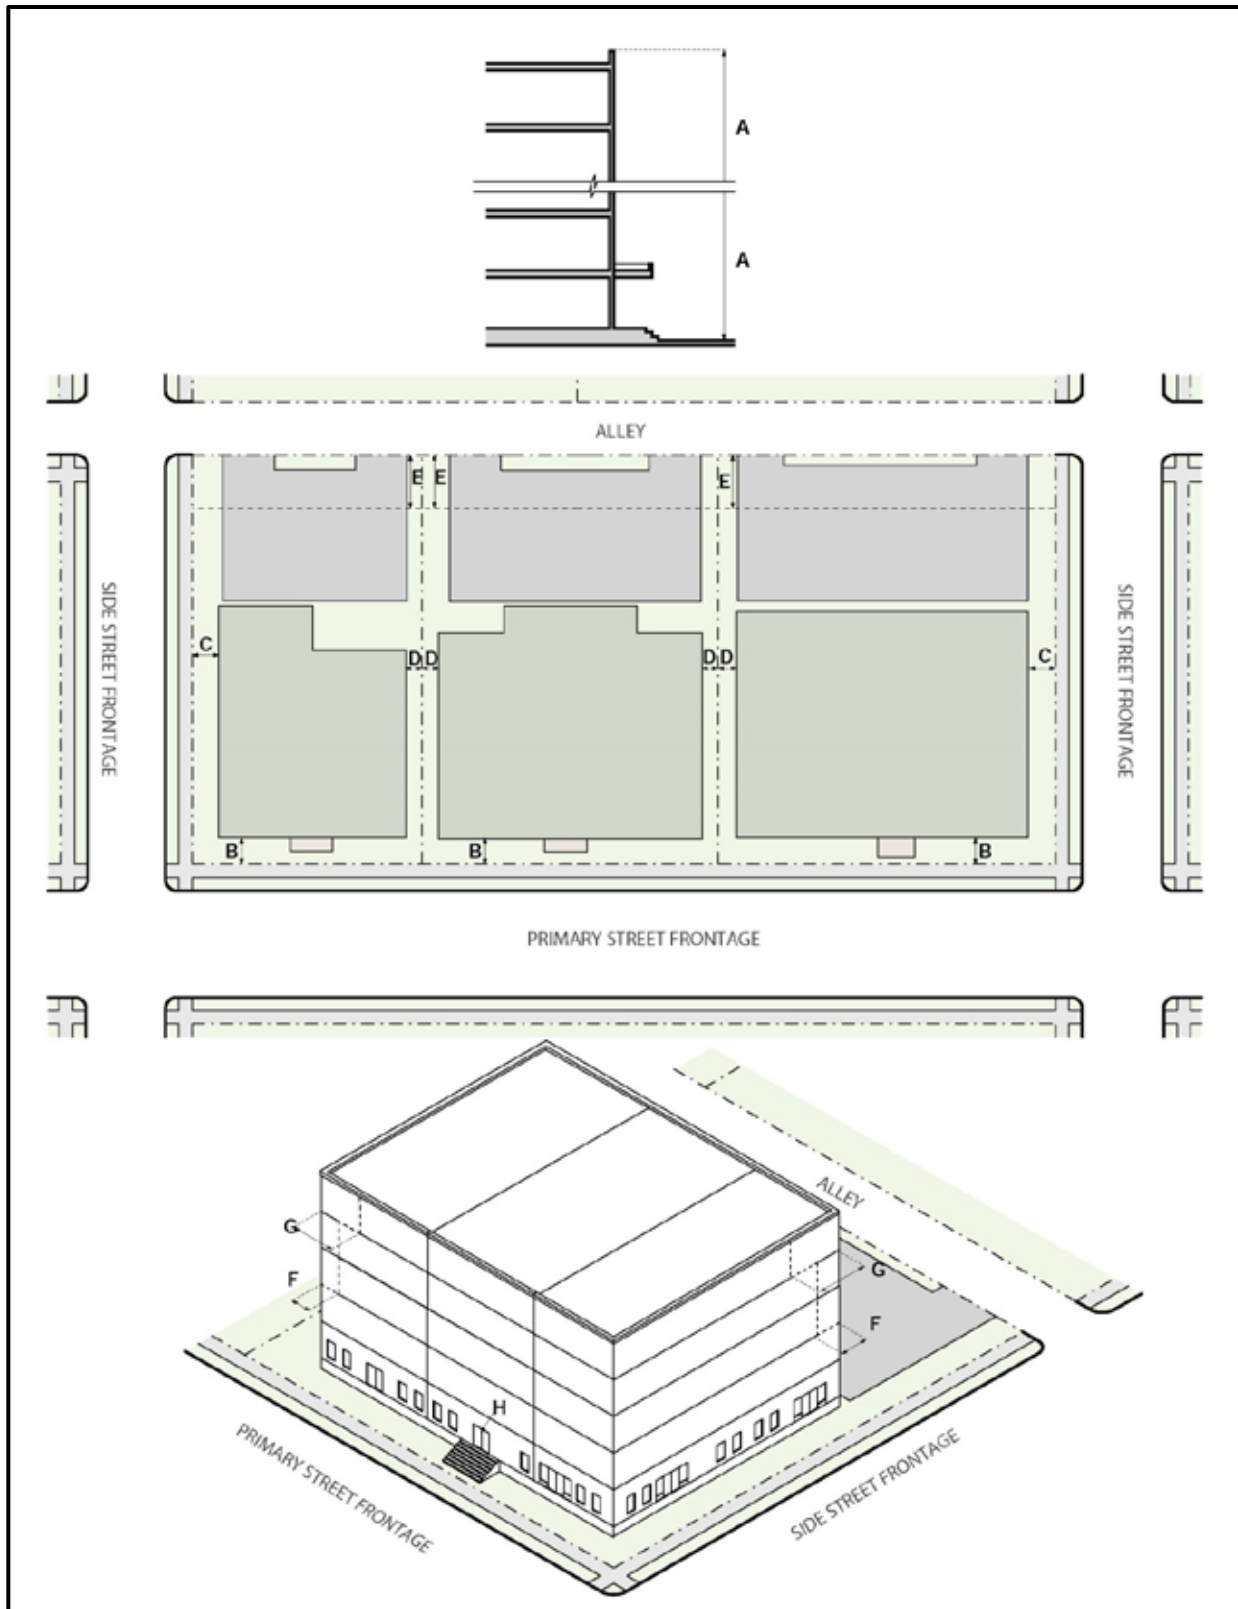 A
A
ALLEY
E E E
SIDE STREET FRONTAGE
SIDE STREET FRONTAGE
C D D D D C
B B B
PRIMARY STREET FRONTAGE
ALLEY
G
G
F
F
H
PRIMARY STREET FRONTAGE
SIDE STREET FRONTAGE